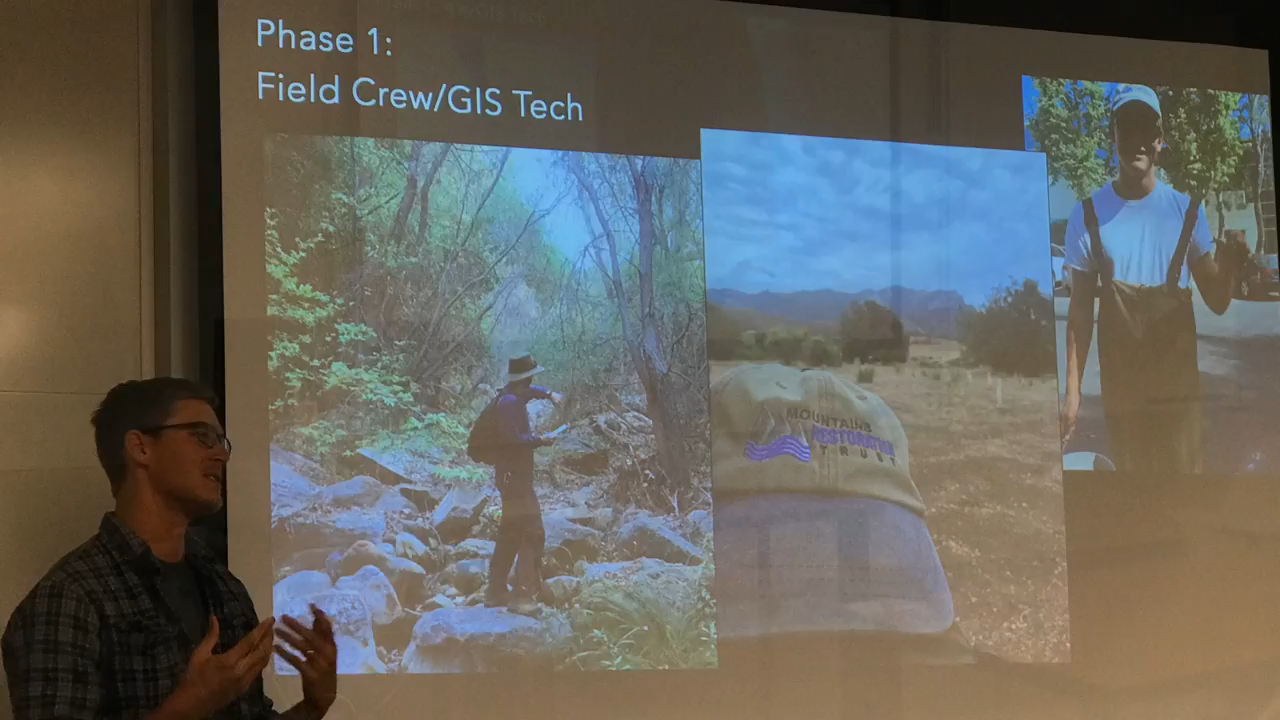 Phase 1:
Field Crew/GIS Tech
MOUNTAINS
RESTORATION
TRUST